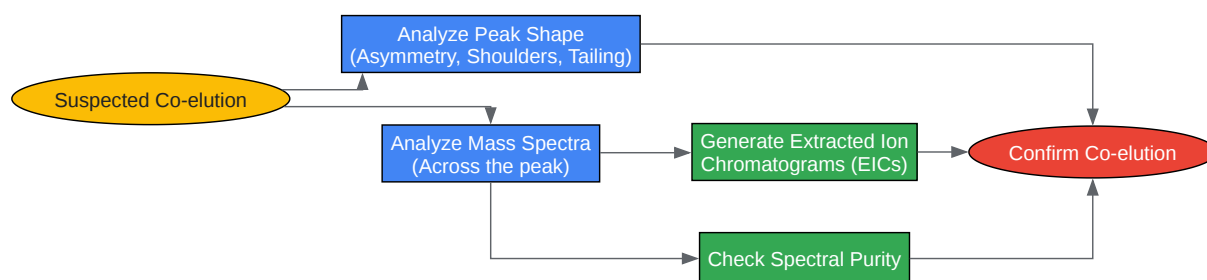 Suspected Co-elution
Analyze Peak Shape
(Asymmetry, Shoulders, Tailing)
Analyze Mass Spectra
(Across the peak)
Generate Extracted Ion
Chromatograms (EICs)
Check Spectral Purity
Confirm Co-elution